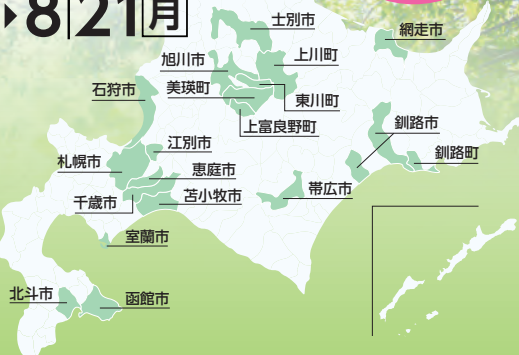 ▶8|21月
士別市
網走市
旭川市
上川町
石狩市
美瑛町
東川町
上富良野町
釧路市
江別市
札幌市
恵庭市
釧路町
千歳市
苫小牧市
帯広市
室蘭市
北斗市
函館市